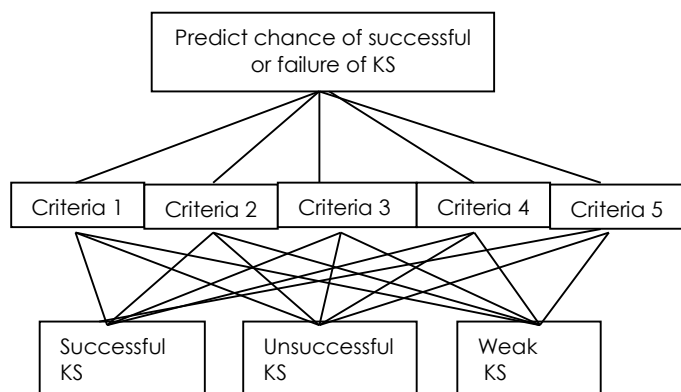 Predict chance of successful
or failure of KS
Criteria 1
Criteria 2
Criteria 3
Criteria 4
Criteria 5
Successful
KS
Unsuccessful
KS
Weak
KS